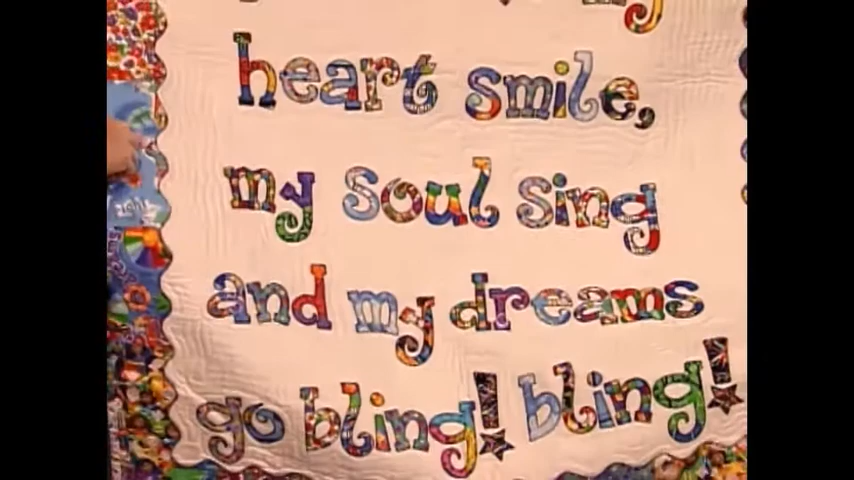 heart smile,
my soul sing
and my dreams
go bling! bling!